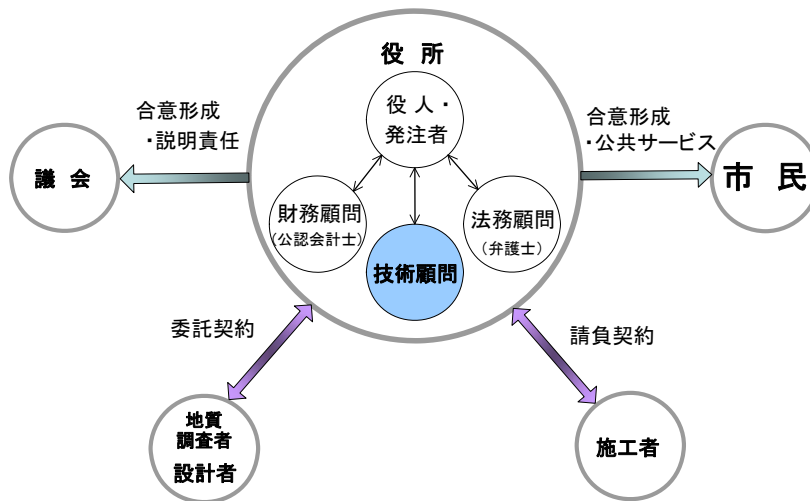 役 所
役 人 ・
発注者
合意形成
・説明責任
合意形成
・公共サービス
議 会
市 民
財務顧問
(公認会計士)
法務顧問
(弁護士)
技術顧問
委託契約
請負契約
地質
調査者
設計者
施工者